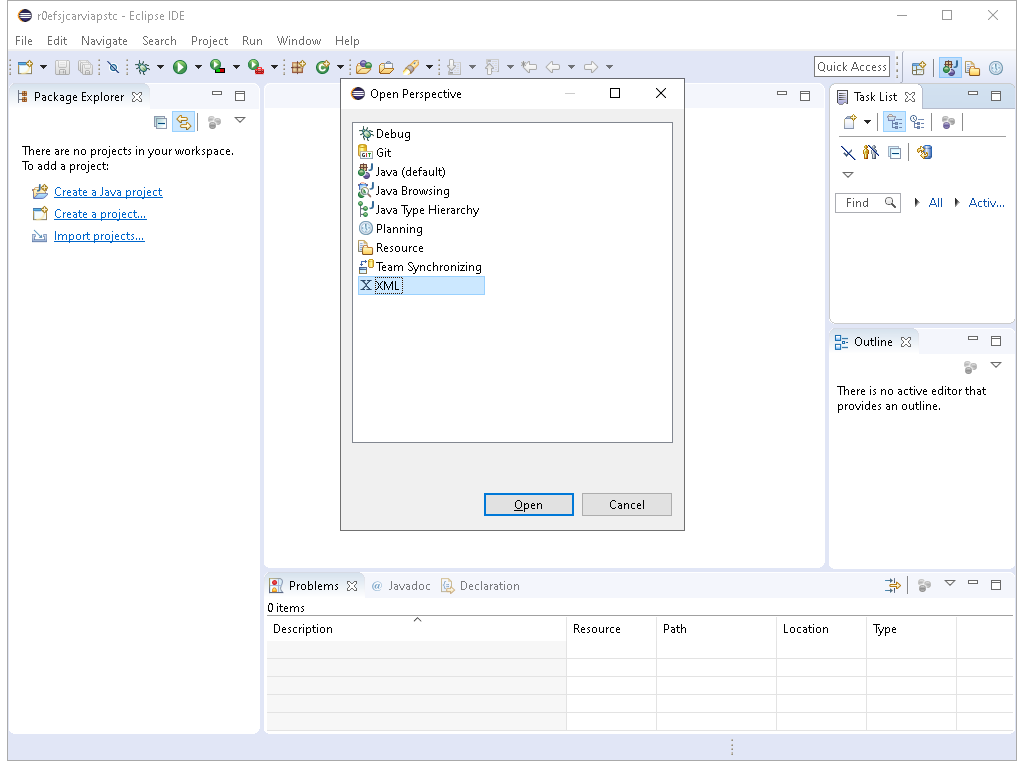 r0efsjcarviapstc - Eclipse IDE
File Edit Navigate Search Project Run Window Help
Quick Access
Package Explorer
There are no projects in your workspace.
To add a project:
Create a Java project
Create a project...
Import projects...
Open Perspective
Debug
GIT Git
Java (default)
Java Browsing
Java Type Hierarchy
Planning
Resource
Team Synchronizing
X XML
Open Cancel
Task List
Find All Activ...
Outline
There is no active editor that
provides an outline.
Problems @ Javadoc Declaration
0 items
Description Resource Path Location Type